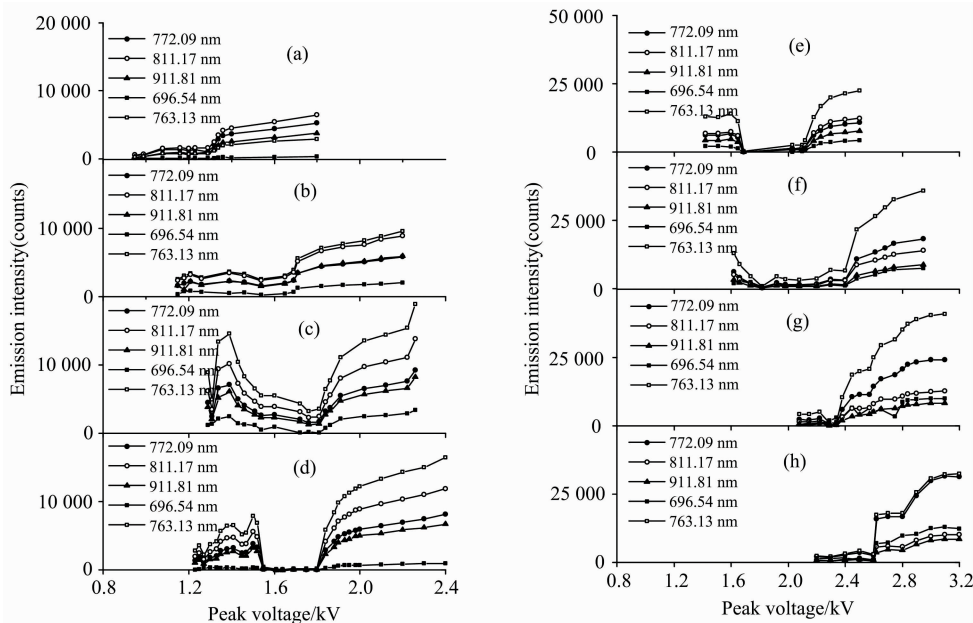 20 000
(a)
772.09 nm
811.17 nm
911.81 nm
696.54 nm
763.13 nm
10 000
0
(b)
772.09 nm
811.17 nm
911.81 nm
696.54 nm
763.13 nm
10 000
0
(c)
772.09 nm
811.17 nm
911.81 nm
696.54 nm
763.13 nm
10 000
0
(d)
772.09 nm
811.17 nm
911.81 nm
696.54 nm
763.13 nm
10 000
0
Emission intensity(counts)
0.8 1.2 1.6 2.0 2.4
Peak voltage/kV
50 000
(e)
772.09 nm
811.17 nm
911.81 nm
696.54 nm
763.13 nm
25 000
0
(f)
772.09 nm
811.17 nm
911.81 nm
696.54 nm
763.13 nm
25 000
0
(g)
772.09 nm
811.17 nm
911.81 nm
696.54 nm
763.13 nm
25 000
0
(h)
772.09 nm
811.17 nm
911.81 nm
696.54 nm
763.13 nm
25 000
0
Emission intensity(counts)
0.8 1.2 1.6 2.0 2.4 2.8 3.2
Peak voltage/kV